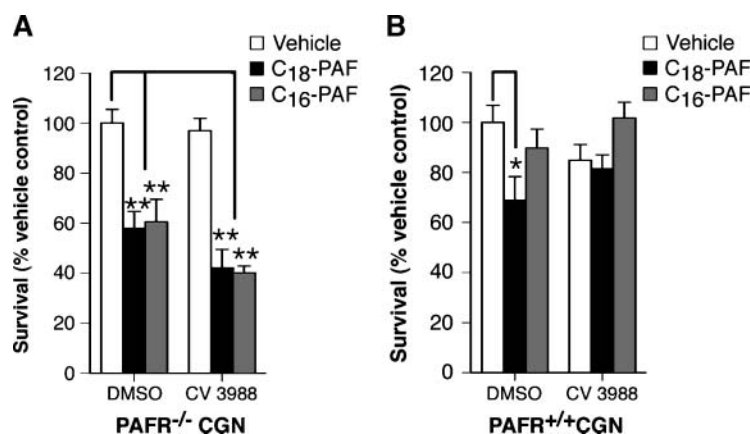 A
Vehicle
C18-PAF
C16-PAF
Survival (% vehicle control)
120
100
80
60
40
20
0
**
**
**
**
DMSO
CV 3988
PAFR-/- CGN
B
Vehicle
C18-PAF
C16-PAF
Survival (% vehicle control)
120
100
80
60
40
20
0
*
DMSO
CV 3988
PAFR+/+CGN